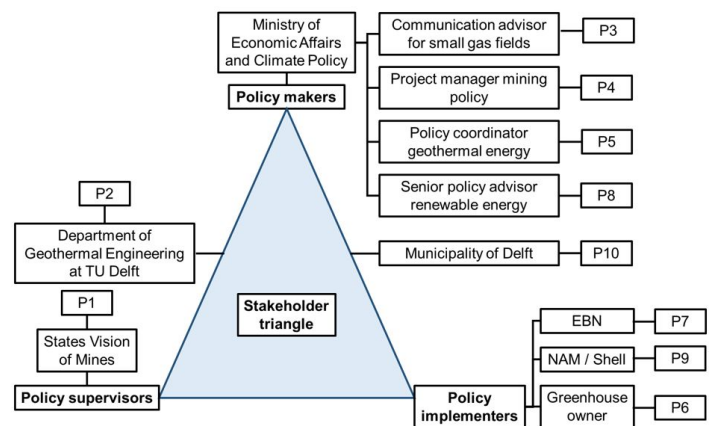 Ministry of
Economic Affairs
and Climate Policy
Policy makers
Communication advisor
for small gas fields
P3
Project manager mining
policy
P4
Policy coordinator
geothermal energy
P5
Senior policy advisor
renewable energy
P8
P2
Department of
Geothermal Engineering
at TU Delft
Municipality of Delft
P10
P1
States Vision
of Mines
Policy supervisors
Stakeholder
triangle
EBN
P7
NAM / Shell
P9
Greenhouse
owner
P6
Policy
implementers